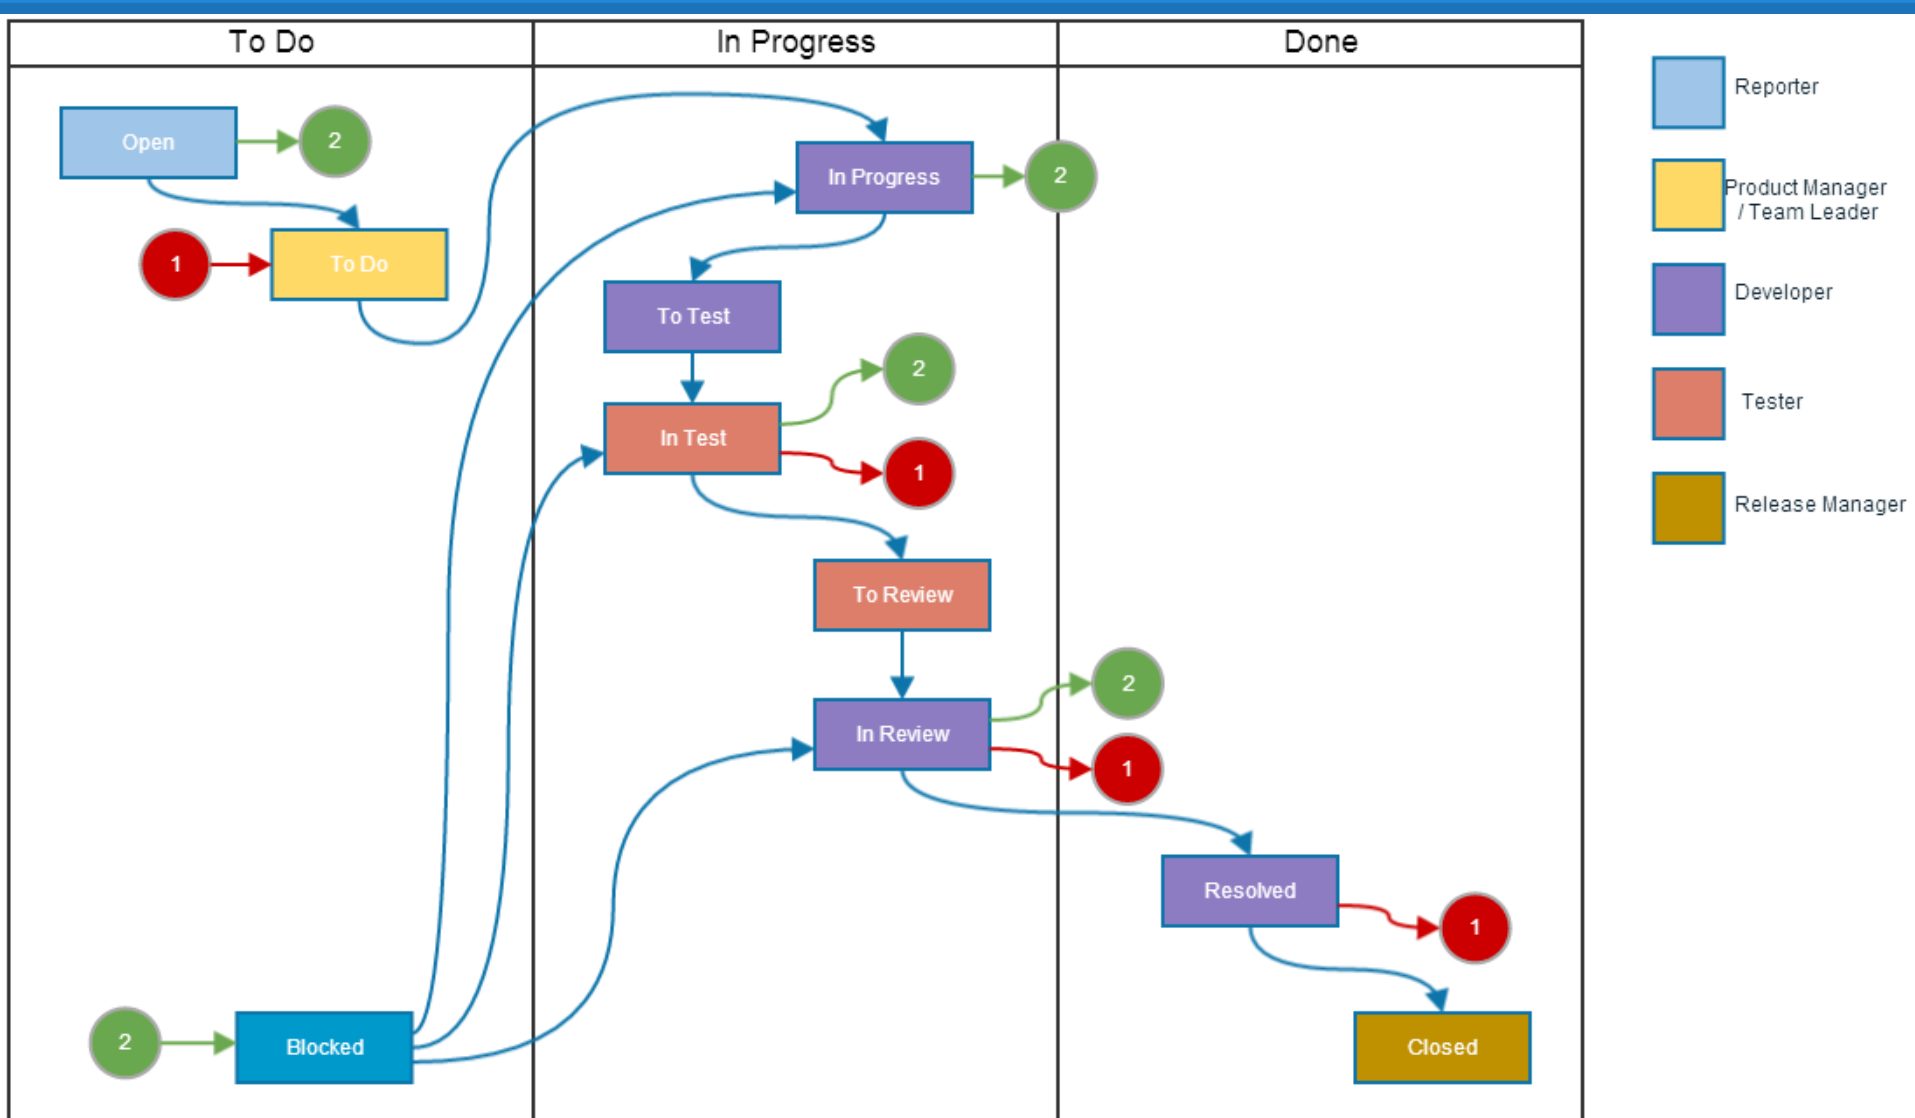 To Do
In Progress
Done
Reporter
Open
2
In Progress
2
Product Manager
/ Team Leader
1
To Do
Developer
To Test
2
Tester
In Test
1
Release Manager
To Review
2
In Review
1
Resolved
1
2
Blocked
Closed